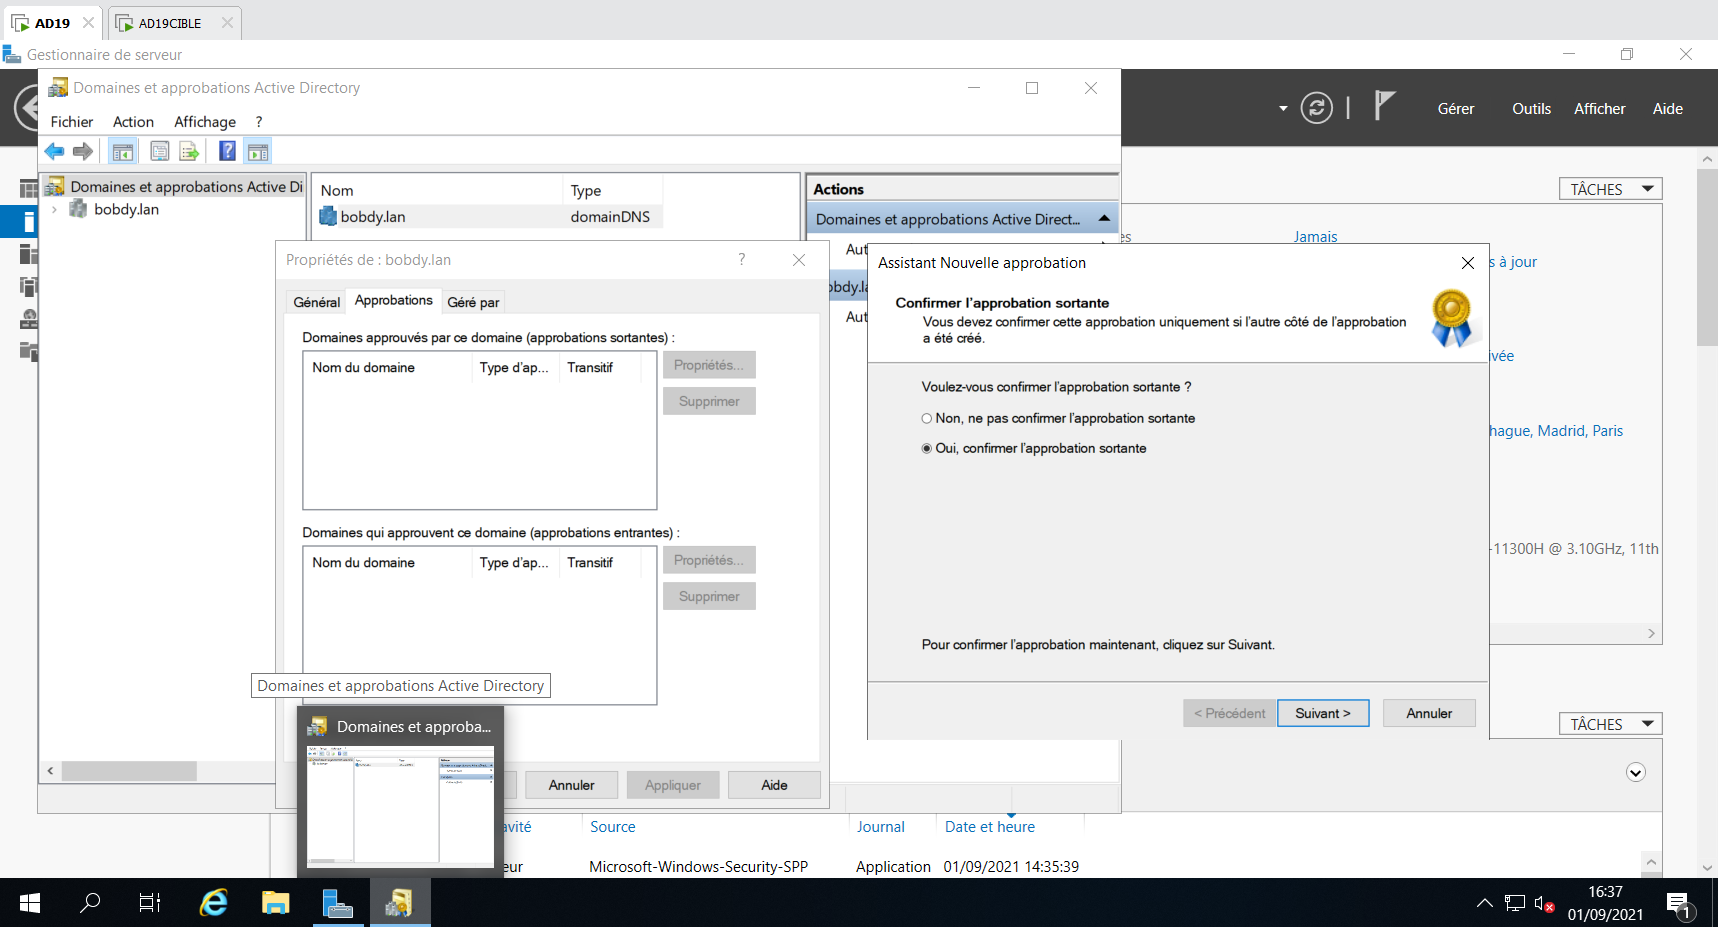 AD19
AD19CIBLE
Gestionnaire de serveur
Domaines et approbations Active Directory
Gérer
Outils
Afficher
Aide
Fichier
Action
Affichage
?
Domaines et approbations Active Di
bobdy.lan
Nom
Type
bobdy.lan
domainDNS
Actions
Domaines et approbations Active Direct...
Aut
bobdy.la
Aut
TÂCHES
es
Jamais
s à jour
ivée
hague, Madrid, Paris
-11300H @ 3.10GHz, 11th
Propriétés de : bobdy.lan
?
Général
Approbations
Géré par
Domaines approuvés par ce domaine (approbations sortantes) :
Nom du domaine
Type d'ap...
Transitif
Propriétés...
Supprimer
Domaines qui approuvent ce domaine (approbations entrantes) :
Nom du domaine
Type d'ap...
Transitif
Propriétés...
Supprimer
Annuler
Appliquer
Aide
Assistant Nouvelle approbation
Confirmer l'approbation sortante
Vous devez confirmer cette approbation uniquement si l'autre côté de l'approbation
a été créé.
Voulez-vous confirmer l'approbation sortante ?
Non, ne pas confirmer l'approbation sortante
Oui, confirmer l'approbation sortante
Pour confirmer l'approbation maintenant, cliquez sur Suivant.
< Précédent
Suivant >
Annuler
Domaines et approbations Active Directory
Domaines et approba...
TÂCHES
avité
Source
Journal
Date et heure
eur
Microsoft-Windows-Security-SPP
Application
01/09/2021 14:35:39
16:37
01/09/2021
1